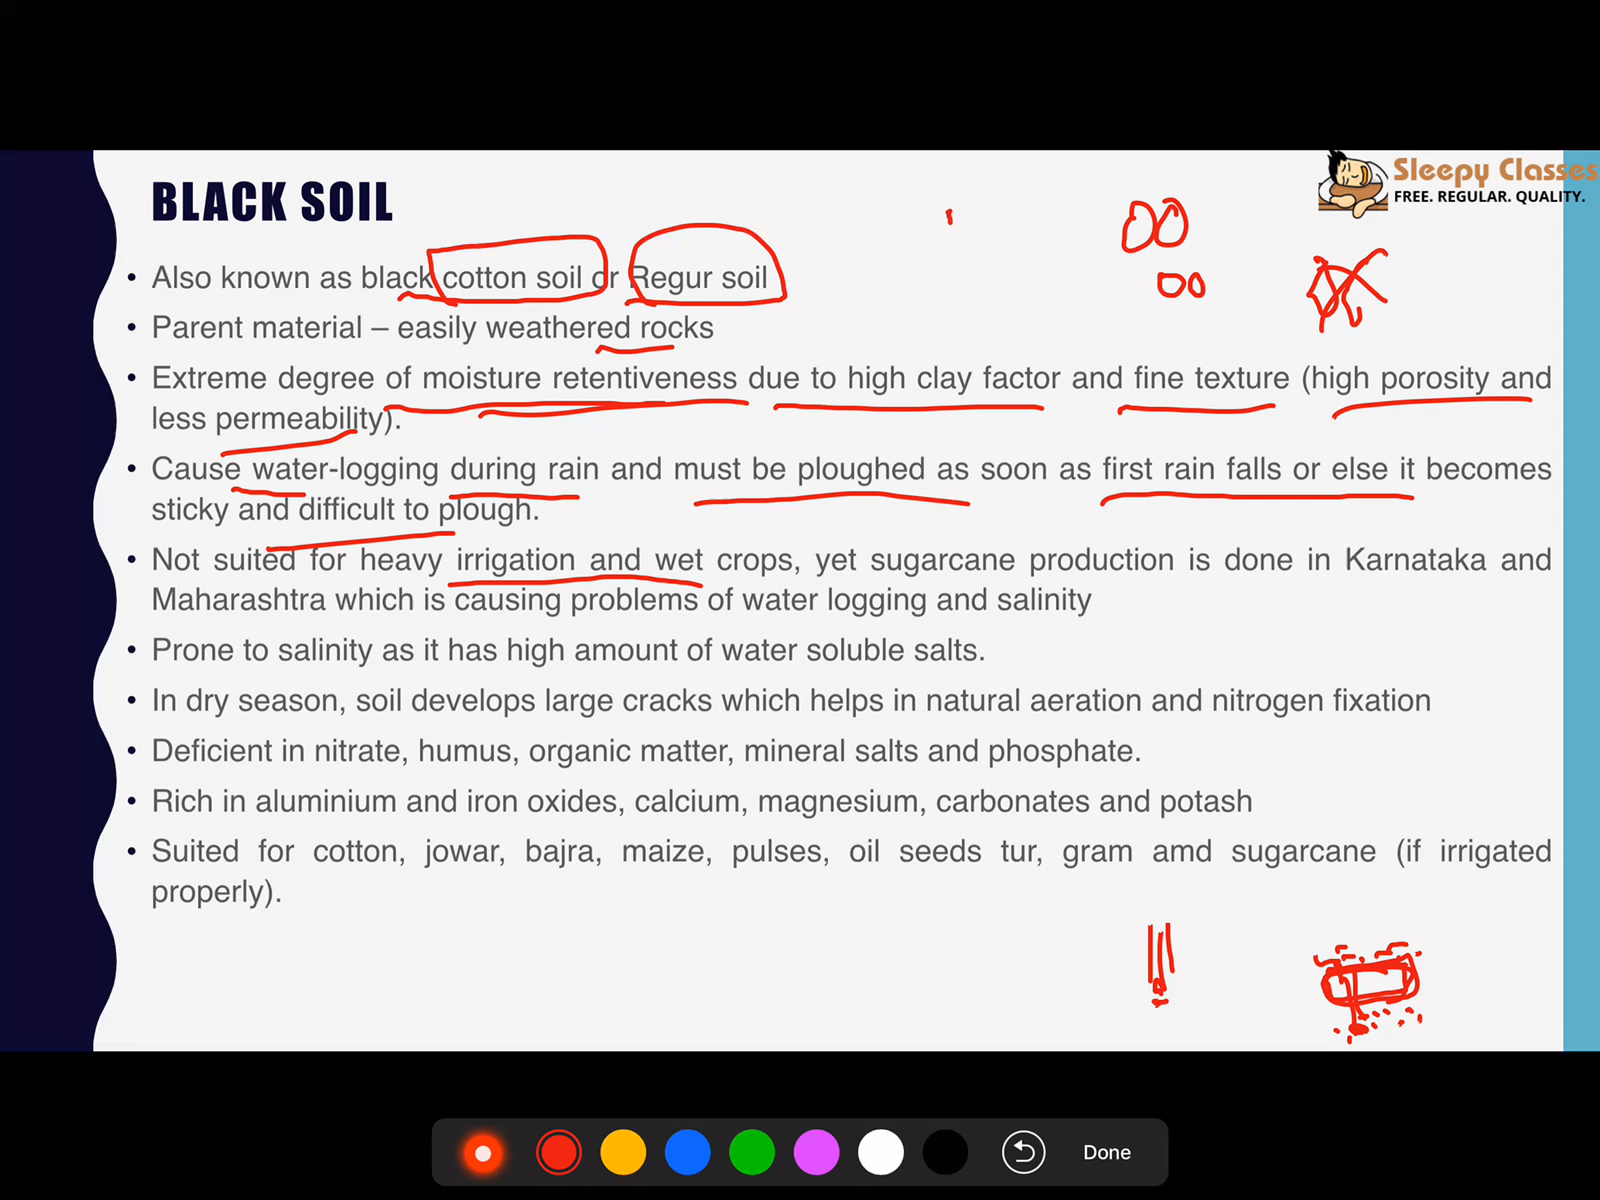 Sleepy Classes
FREE. REGULAR. QUALITY.
BLACK SOIL
• Also known as black cotton soil or Regur soil
• Parent material – easily weathered rocks
• Extreme degree of moisture retentiveness due to high clay factor and fine texture (high porosity and
less permeability).
• Cause water-logging during rain and must be ploughed as soon as first rain falls or else it becomes
sticky and difficult to plough.
• Not suited for heavy irrigation and wet crops, yet sugarcane production is done in Karnataka and
Maharashtra which is causing problems of water logging and salinity
• Prone to salinity as it has high amount of water soluble salts.
• In dry season, soil develops large cracks which helps in natural aeration and nitrogen fixation
• Deficient in nitrate, humus, organic matter, mineral salts and phosphate.
• Rich in aluminium and iron oxides, calcium, magnesium, carbonates and potash
• Suited for cotton, jowar, bajra, maize, pulses, oil seeds tur, gram amd sugarcane (if irrigated
properly).
Done